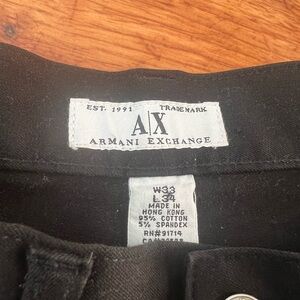 EST. 1991 TRADEMARK
A|X
ARMANI EXCHANGE
W33
L34
MADE IN
HONG KONG
95% COTTON
5% SPANDEX
RN#91714